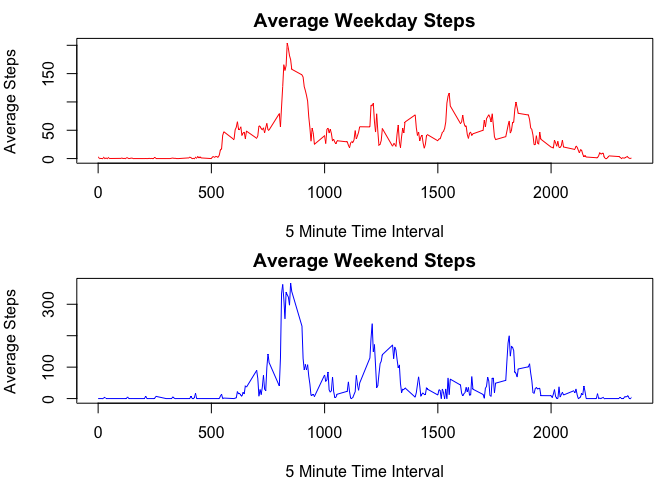 Average Weekday Steps
Average Steps
150
50
0
0 500 1000 1500 2000
5 Minute Time Interval
Average Weekend Steps
Average Steps
300
100
0
0 500 1000 1500 2000
5 Minute Time Interval